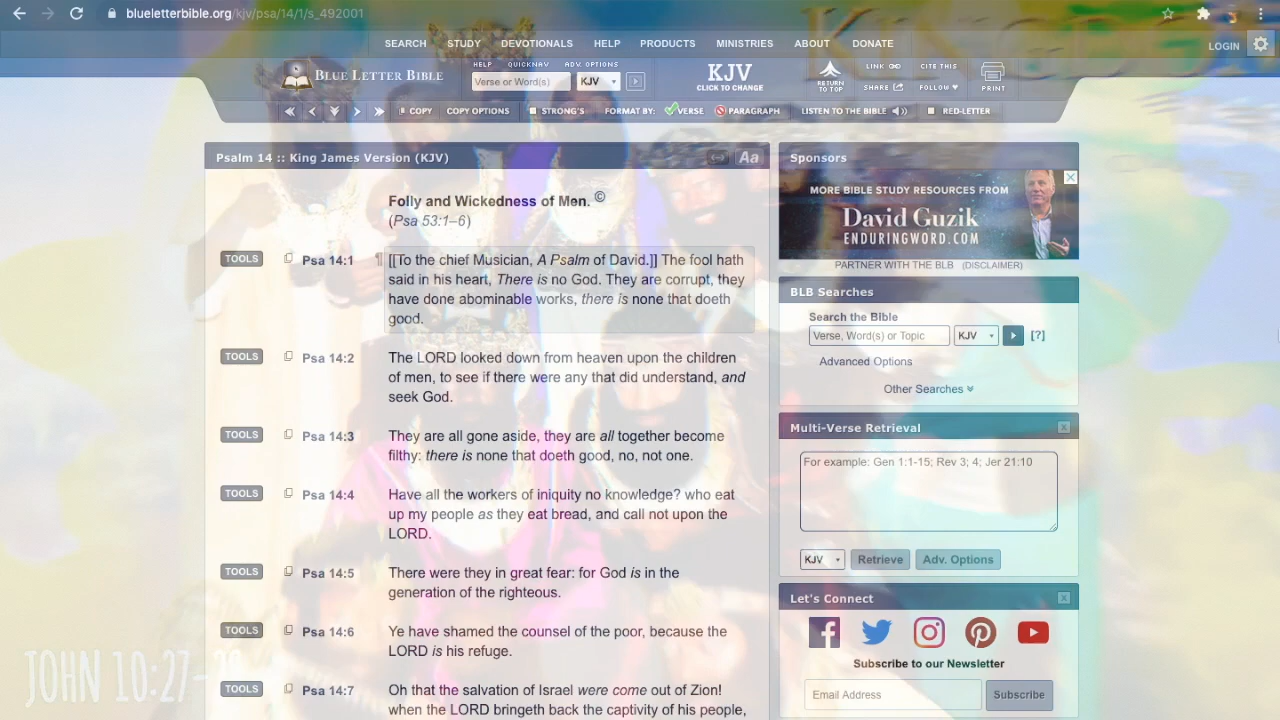 blueletterbible.org/kjv/psa/14/1/s_492001
SEARCH STUDY DEVOTIONALS HELP PRODUCTS MINISTRIES ABOUT DONATE
LOGIN
BLUE LETTER BIBLE
HELP QUICKNAV ADV. OPTIONS
Verse or Word(s) KJV
KJV
CLICK TO CHANGE
RETURN
TO TOP
LINK CITE THIS
SHARE FOLLOW
PRINT
COPY COPY OPTIONS STRONG'S FORMAT BY: VERSE PARAGRAPH LISTEN TO THE BIBLE RED-LETTER
Psalm 14 :: King James Version (KJV)
Aa
Folly and Wickedness of Men. ©
(Psa 53:1–6)
TOOLS Psa 14:1 ¶ [[To the chief Musician, A Psalm of David.]] The fool hath
said in his heart, There is no God. They are corrupt, they
have done abominable works, there is none that doeth
good.
TOOLS Psa 14:2 The LORD looked down from heaven upon the children
of men, to see if there were any that did understand, and
seek God.
TOOLS Psa 14:3 They are all gone aside, they are all together become
filthy: there is none that doeth good, no, not one.
TOOLS Psa 14:4 Have all the workers of iniquity no knowledge? who eat
up my people as they eat bread, and call not upon the
LORD.
TOOLS Psa 14:5 There were they in great fear: for God is in the
generation of the righteous.
TOOLS Psa 14:6 Ye have shamed the counsel of the poor, because the
LORD is his refuge.
TOOLS Psa 14:7 Oh that the salvation of Israel were come out of Zion!
when the LORD bringeth back the captivity of his people,
Sponsors
MORE BIBLE STUDY RESOURCES FROM
David Guzik
ENDURINGWORD.COM
PARTNER WITH THE BLB (DISCLAIMER)
BLB Searches
Search the Bible
Verse, Word(s) or Topic KJV [?]
Advanced Options
Other Searches
Multi-Verse Retrieval
For example: Gen 1:1-15; Rev 3; 4; Jer 21:10
KJV Retrieve Adv. Options
Let's Connect
Subscribe to our Newsletter
Email Address Subscribe
JOHN 10:27-